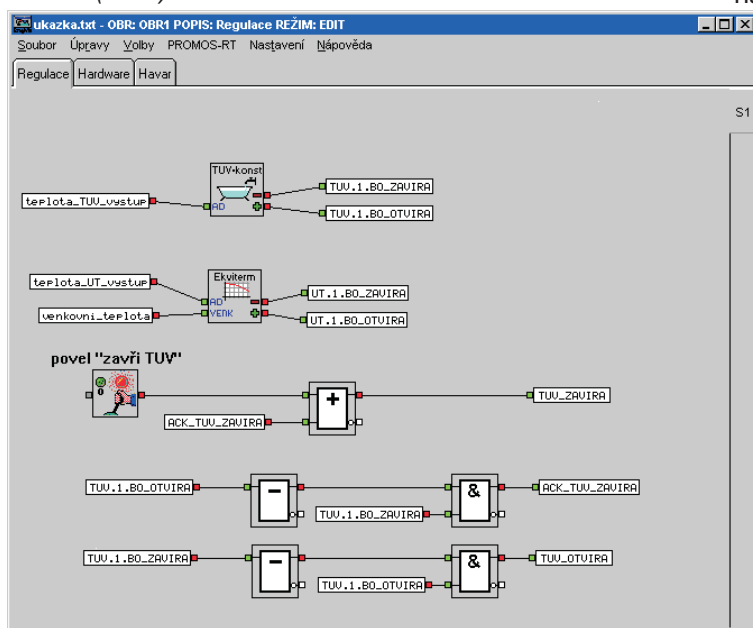 ukazka.txt - OBR: OBR1 POPIS: Regulace REŽIM: EDIT
Soubor Úpravy Volby PROMOS-RT Nastavení Nápověda
Regulace Hardware Havar
S1
TUV-konst
teplota_TUV_vystup
AD
TUV.1.BO_ZAVIRA
TUV.1.BO_OTVIRA
Ekviterm
teplota_UT_vystup
venkovni_teplota
AD
VENK
UT.1.BO_ZAVIRA
UT.1.BO_OTVIRA
povel "zavři TUV"
0
+
ACK_TUV_ZAVIRA
TUV_ZAVIRA
TUV.1.BO_OTVIRA
−
TUV.1.BO_ZAVIRA
&
ACK_TUV_ZAVIRA
TUV.1.BO_ZAVIRA
−
TUV.1.BO_OTVIRA
&
TUV_OTVIRA